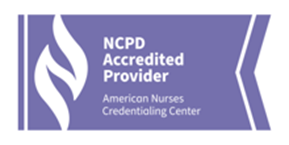 NCPD
Accredited
Provider
American Nurses
Credentialing Center